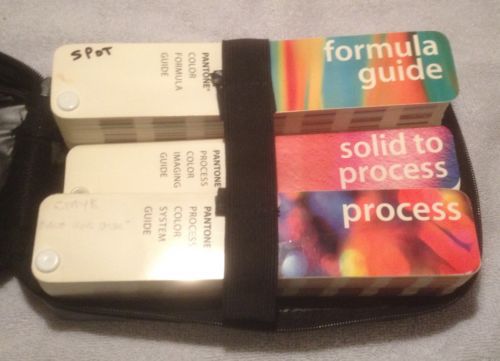 SPOT
PANTONE®
COLOR
FORMULA
GUIDE
formula
guide
PANTONE
PROCESS
COLOR
IMAGING
GUIDE
solid to
process
CMYK
PANTONE
PROCESS
COLOR
SYSTEM
GUIDE
process